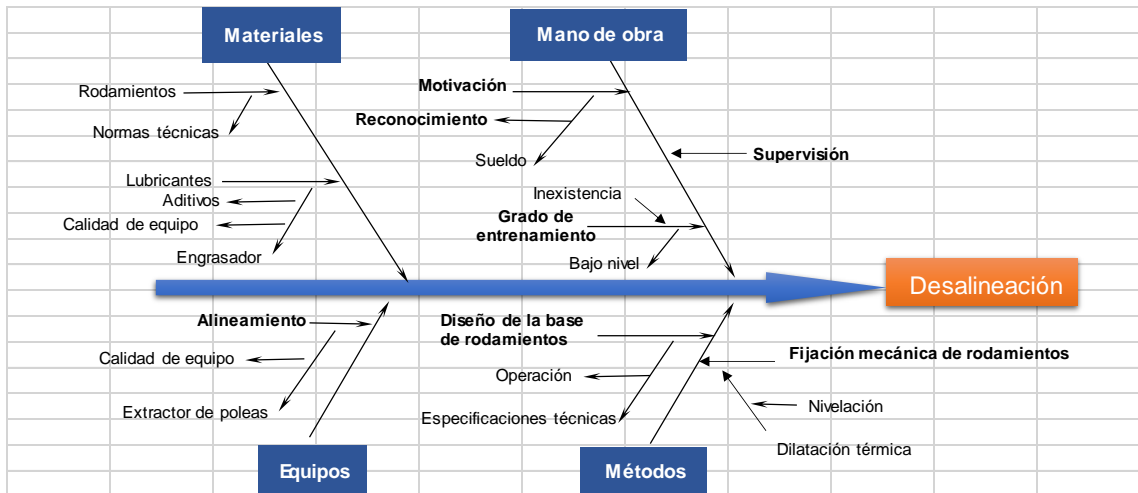 Materiales
Mano de obra
Rodamientos
Normas técnicas
Lubricantes
Aditivos
Calidad de equipo
Engrasador
Motivación
Reconocimiento
Sueldo
Supervisión
Inexistencia
Grado de
entrenamiento
Bajo nivel
Desalineación
Alineamiento
Calidad de equipo
Extractor de poleas
Diseño de la base
de rodamientos
Operación
Especificaciones técnicas
Fijación mecánica de rodamientos
Nivelación
Dilatación térmica
Equipos
Métodos